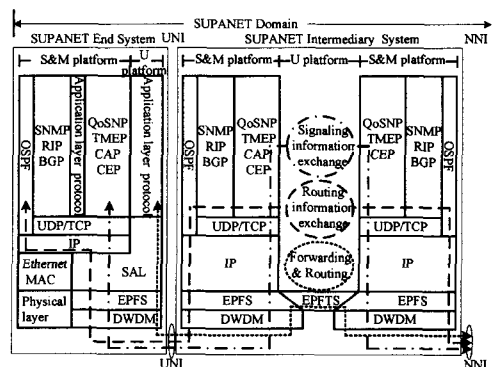 SUPANET Domain
SUPANET End System
UNI
SUPANET Intermediary System
NNI
S&M platform
U
platform
S&M platform
U platform
S&M platform
OSPF
SNMP
RIP
BGP
Application layer protocol
QoSNP
TMEP
CAP
CEP
Application layer protocol
OSPF
SNMP
RIP
BGP
QoSNP
TMEP
CAP
CEP
Signaling
information
exchange
Routing
information
exchange
Forwarding
& Routing
QoSNP
TMEP
CEP
SNMP
RIP
BGP
OSPF
UDP/TCP
IP
Ethernet
MAC
SAL
Physical
layer
EPFS
DWDM
UDP/TCP
IP
EPFS
DWDM
EPFTS
UDP/TCP
IP
EPFS
DWDM
UNI
NNI